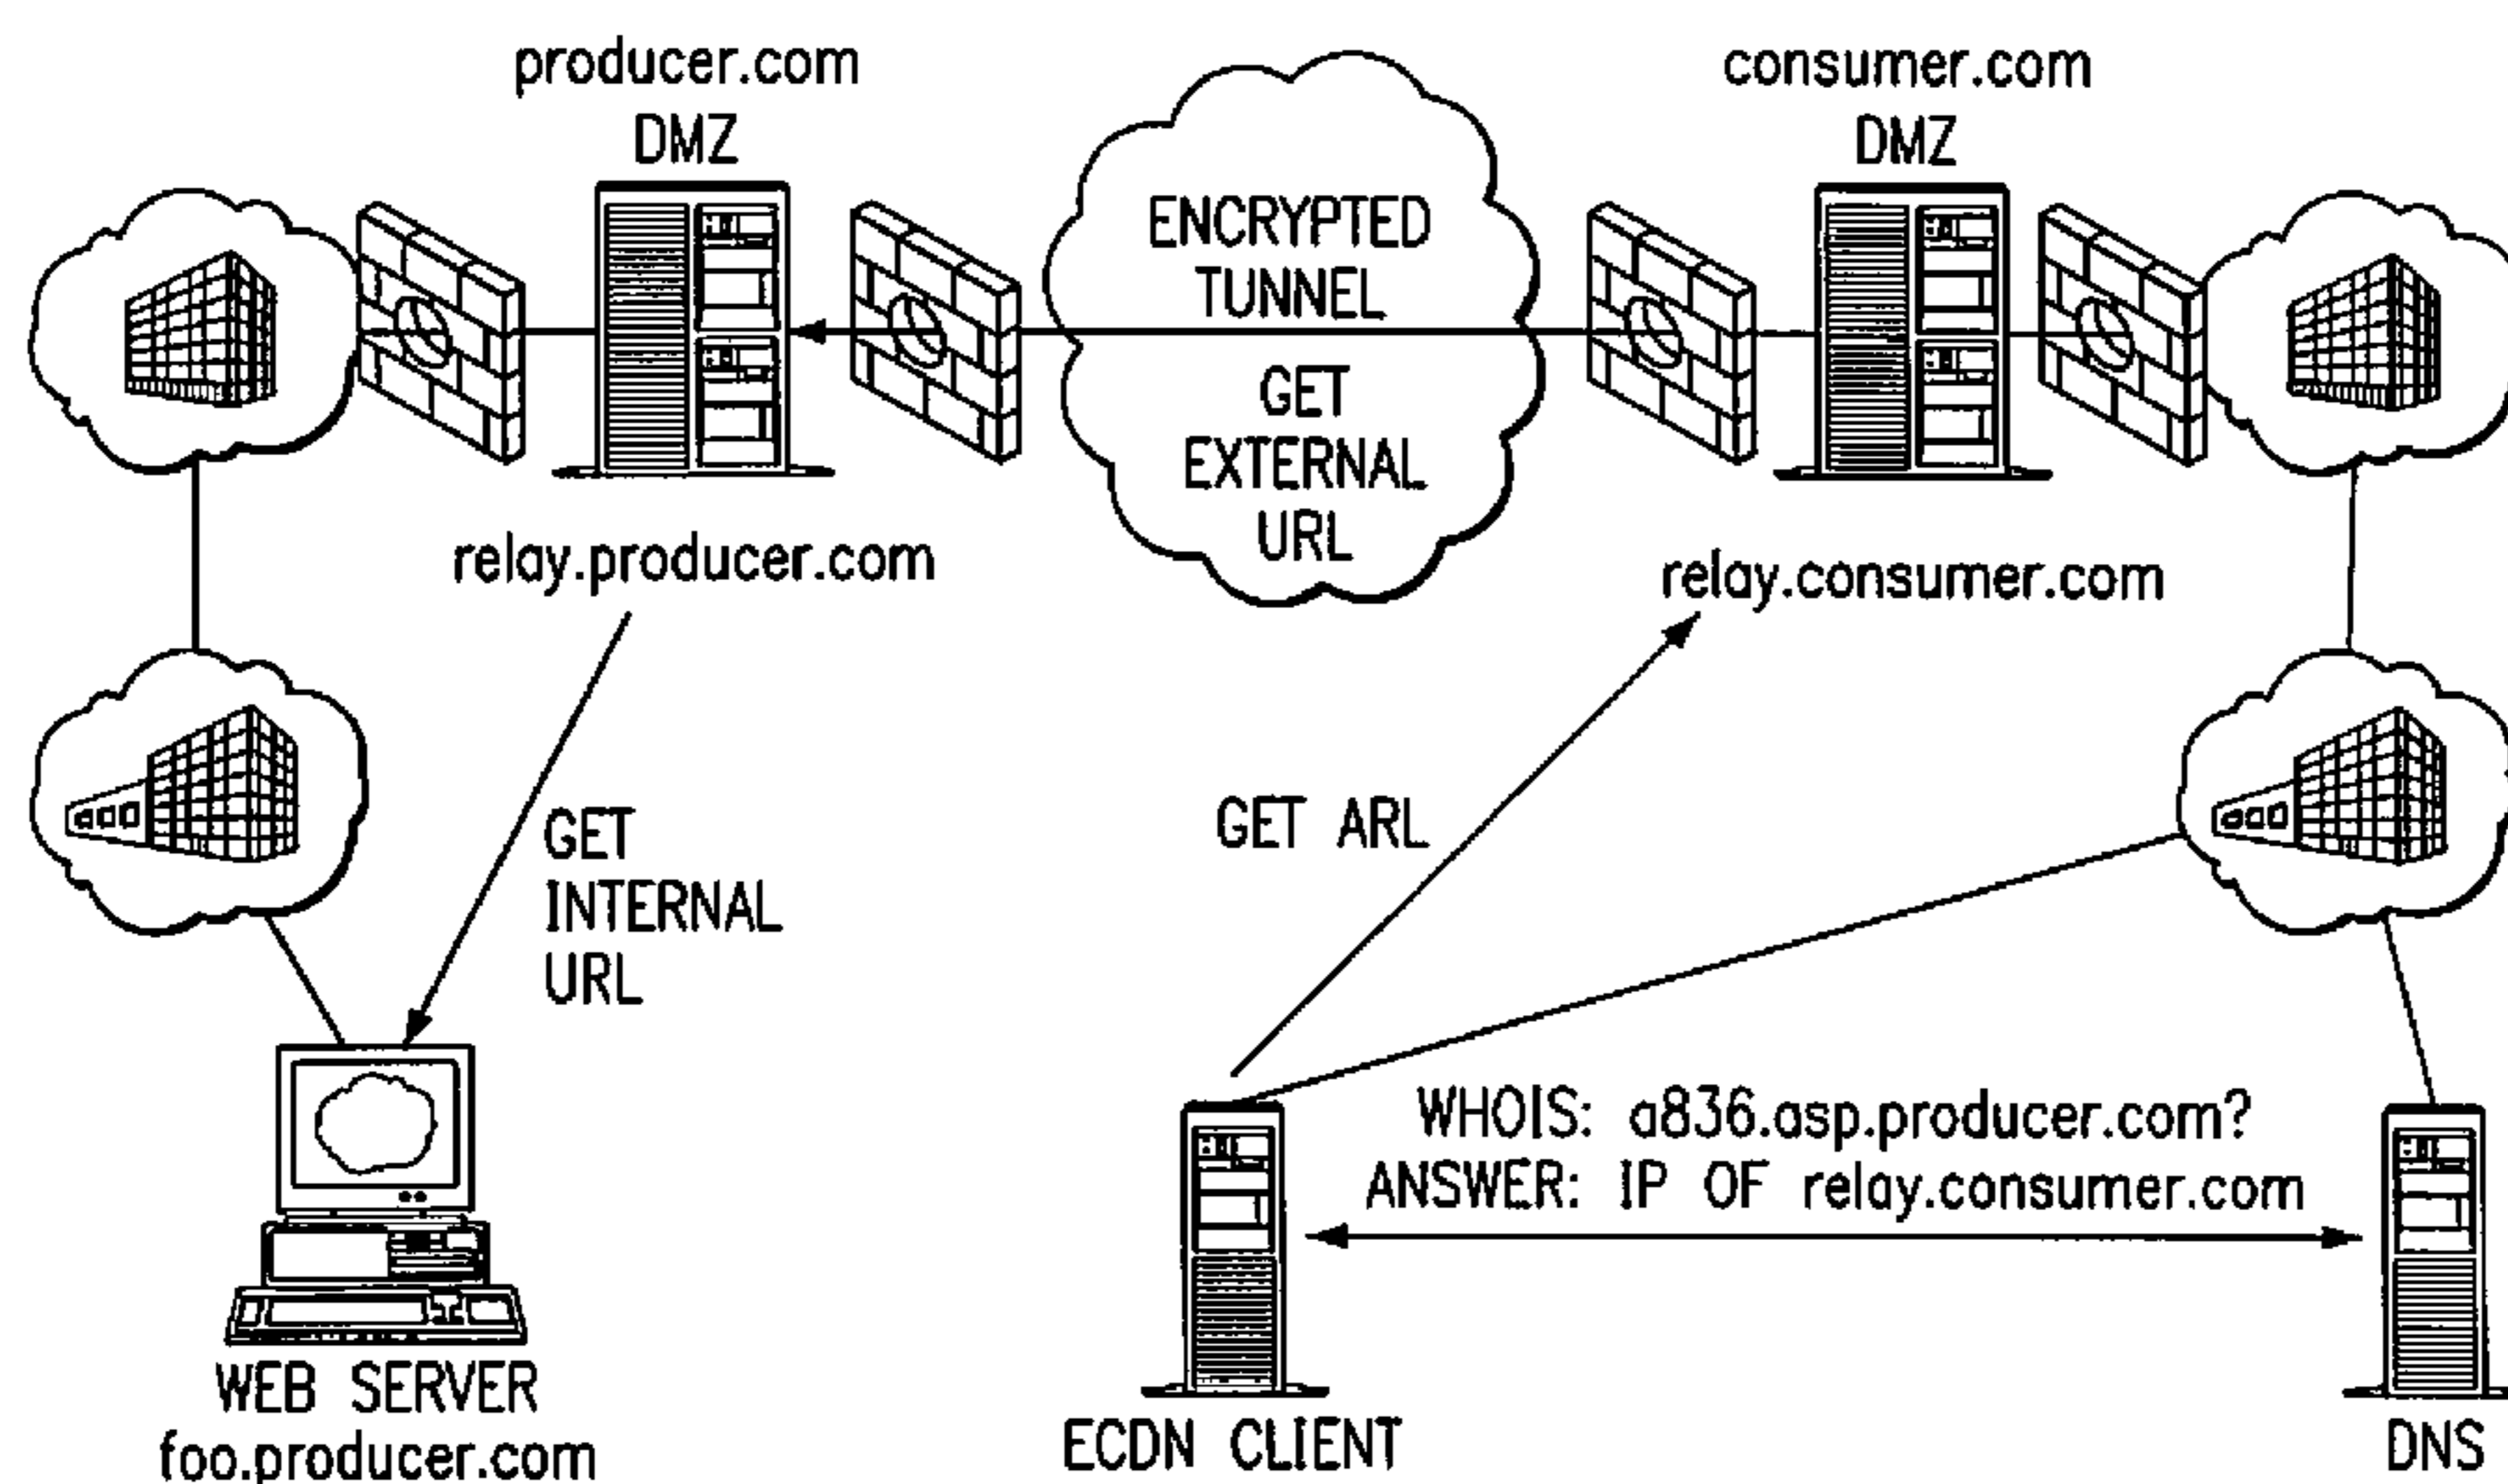 producer.com
DMZ
consumer.com
DMZ
ENCRYPTED
TUNNEL
GET
EXTERNAL
URL
relay.producer.com
relay.consumer.com
GET
INTERNAL
URL
GET ARL
WHOIS: a836.asp.producer.com?
ANSWER: IP OF relay.consumer.com
WEB SERVER
foo.producer.com
ECDN CLIENT
DNS